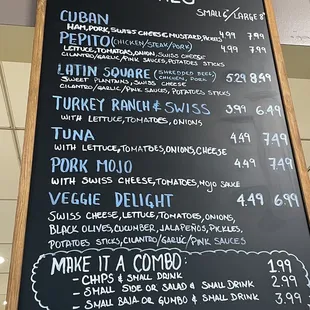 SMALL 6"/LARGE 8"
CUBAN 4.99 7.99
HAM, PORK, SWISS CHEESE, MUSTARD, PICKLES
PEPITO (CHICKEN/STEAK/PORK) 4.99 7.99
LETTUCE, TOMATOES, ONION, SWISS CHEESE
CILANTRO/GARLIC/PINK SAUCES, POTATOES STICKS
LATIN SQUARE (SHREDDED BEEF/ CHICKEN, PORK) 5.29 8.69
SWEET PLANTAINS, SWISS CHEESE
CILANTRO/GARLIC/PINK SAUCES, POTATOES STICKS
TURKEY RANCH & SWISS 3.99 6.49
WITH LETTUCE, TOMATOES, ONIONS
TUNA 4.49 7.49
WITH LETTUCE, TOMATOES, ONIONS, CHEESE
PORK MOJO 4.49 7.49
WITH SWISS CHEESE, TOMATOES, MOJO SAUCE
VEGGIE DELIGHT 4.49 6.99
SWISS CHEESE, LETTUCE, TOMATOES, ONIONS,
BLACK OLIVES, CUCUMBER, JALAPEÑOS, PICKLES,
POTATOES STICKS, CILANTRO/GARLIC/PINK SAUCES
MAKE IT A COMBO:
- CHIPS & SMALL DRINK 1.99
- SMALL SIDE OR SALAD & SMALL DRINK 2.99
- SMALL BAJA OR GUMBO & SMALL DRINK 3.99